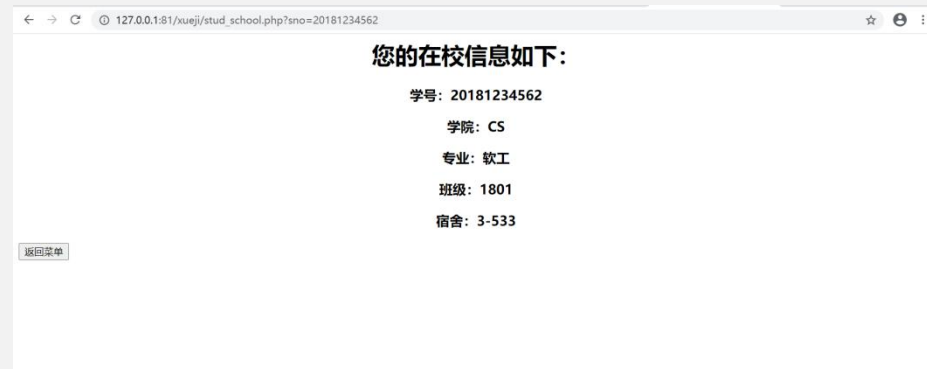 127.0.0.1:81/xueji/stud_school.php?sno=20181234562
您的在校信息如下：
学号：20181234562
学院：CS
专业：软工
班级：1801
宿舍：3-533
返回菜单